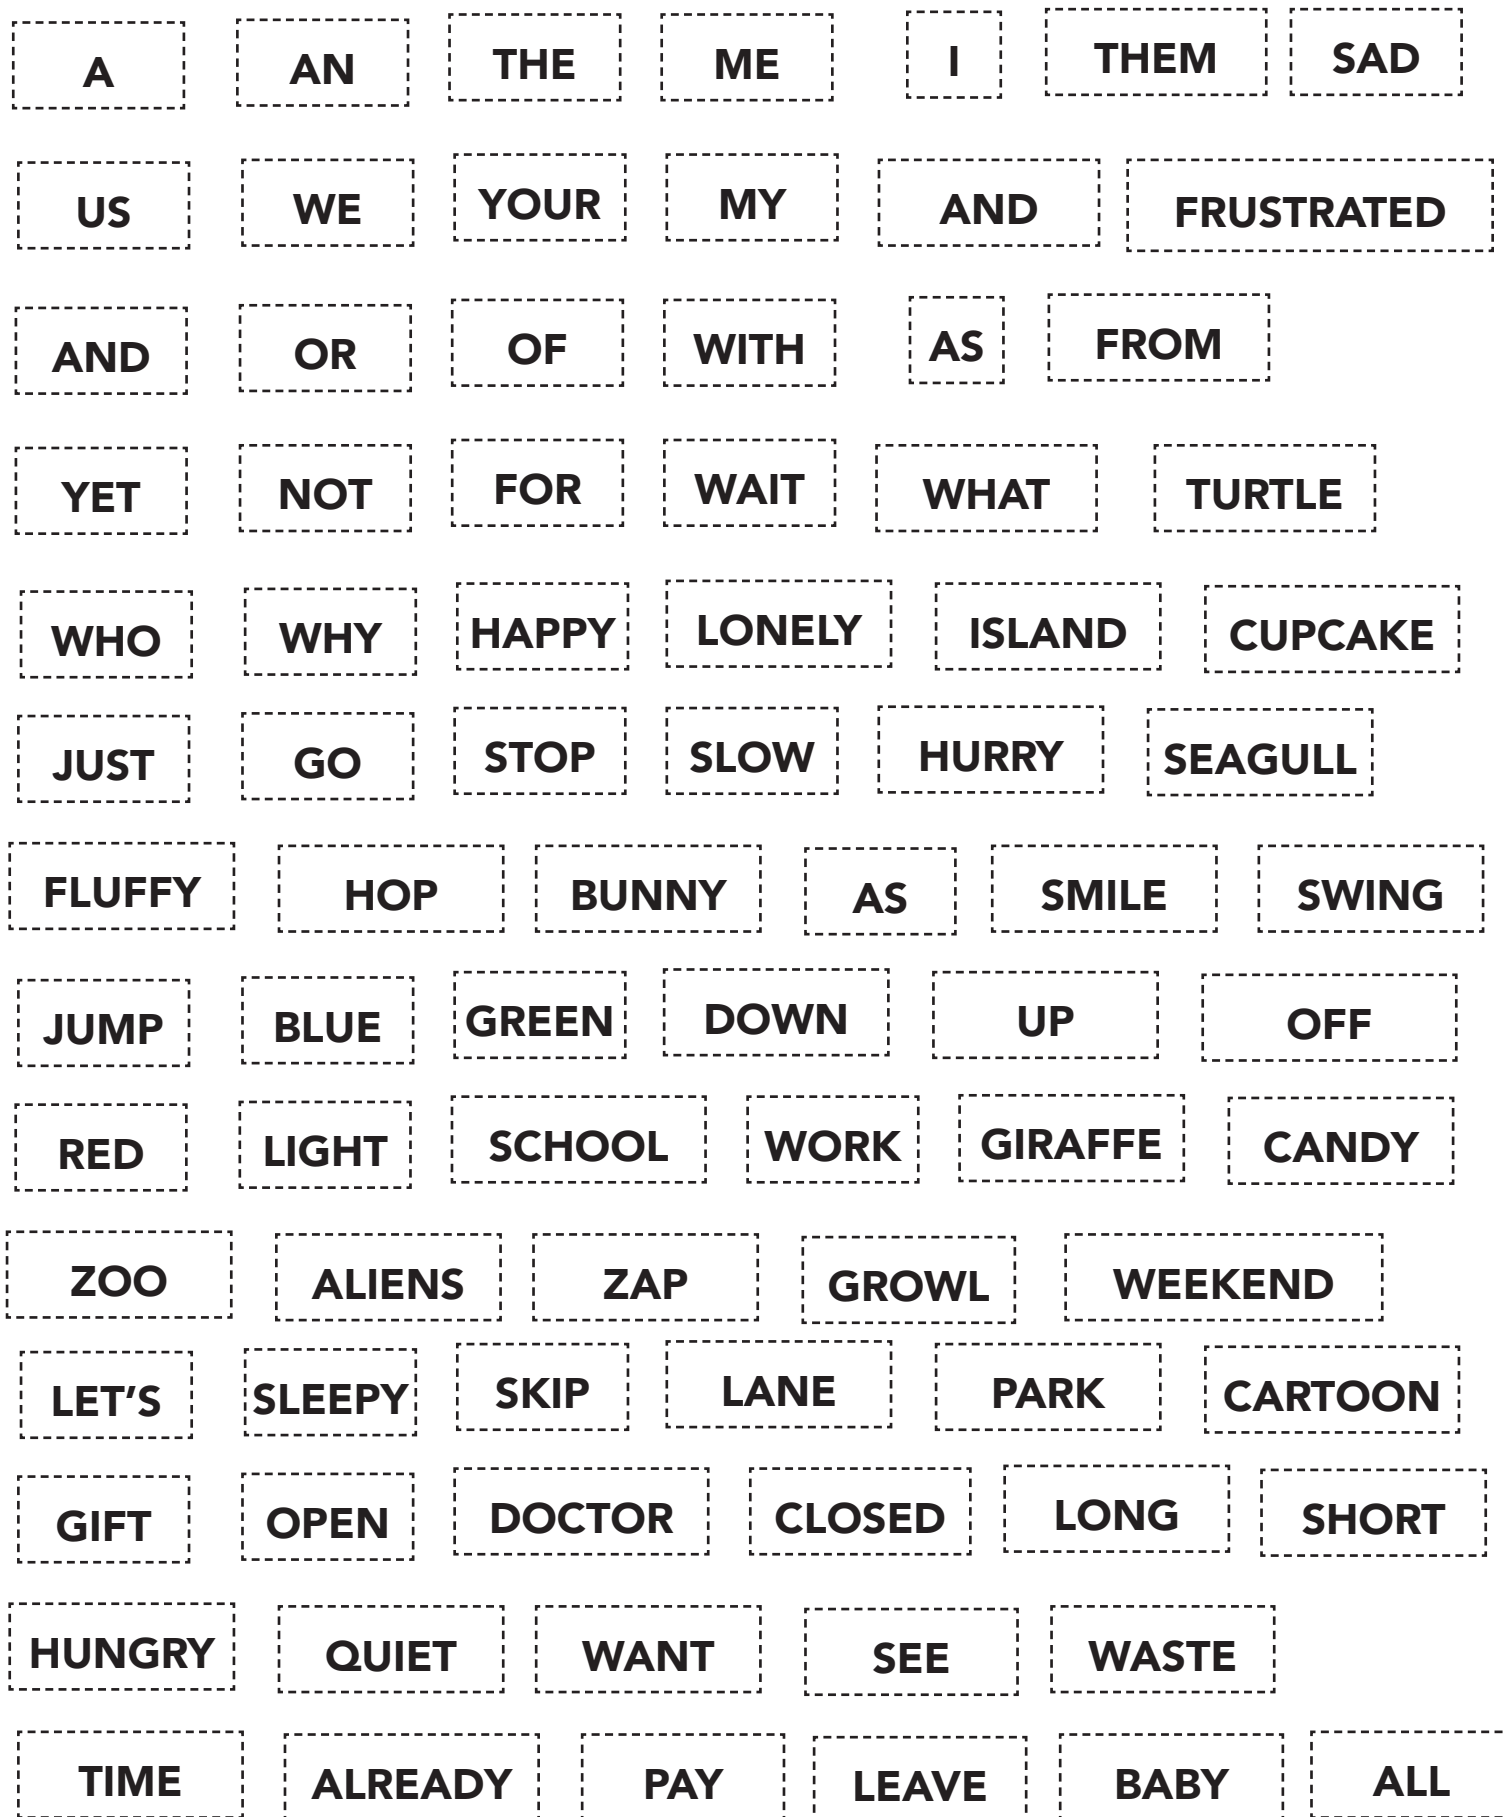 A AN THE ME I THEM SAD
US WE YOUR MY AND FRUSTRATED
AND OR OF WITH AS FROM
YET NOT FOR WAIT WHAT TURTLE
WHO WHY HAPPY LONELY ISLAND CUPCAKE
JUST GO STOP SLOW HURRY SEAGULL
FLUFFY HOP BUNNY AS SMILE SWING
JUMP BLUE GREEN DOWN UP OFF
RED LIGHT SCHOOL WORK GIRAFFE CANDY
ZOO ALIENS ZAP GROWL WEEKEND
LET’S SLEEPY SKIP LANE PARK CARTOON
GIFT OPEN DOCTOR CLOSED LONG SHORT
HUNGRY QUIET WANT SEE WASTE
TIME ALREADY PAY LEAVE BABY ALL